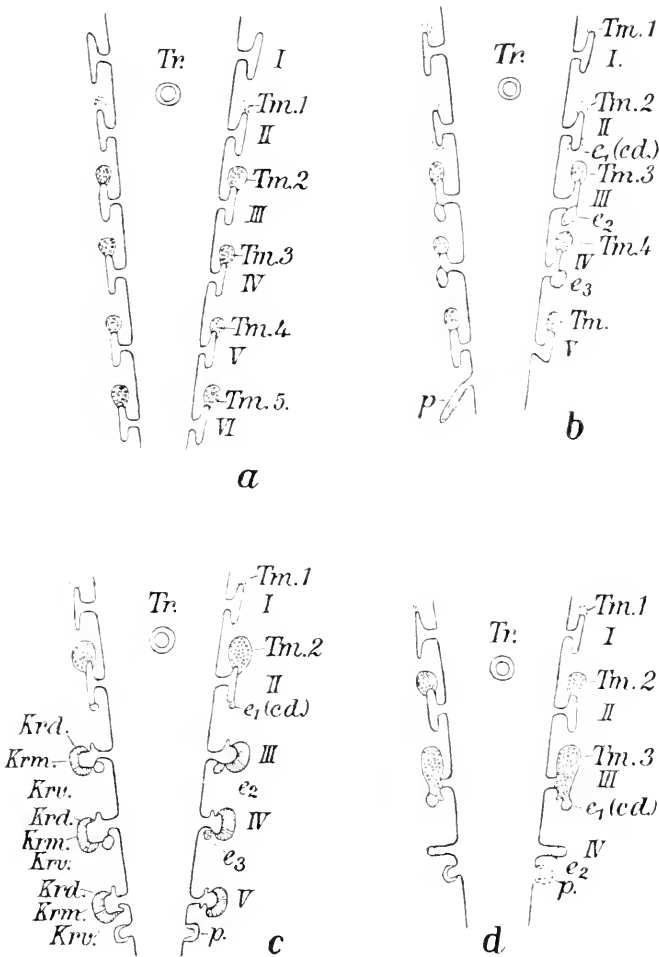 Tr.
I
Tm.1
II
Tm.2
III
Tm.3
IV
Tm.4
V
Tm.5.
VI
a
Tm.1
Tr.
I.
Tm.2
II
e1(cd.)
Tm.3
III
e2
Tm.4
IV
e3
Tm.
V
p
b
Tm.1
Tr.
I
Tm.2
II
e1(cd.)
Krd.
III
Krm.
Krv.
e2
Krd.
IV
Krm.
Krv.
e3
Krd.
V
Krm.
Krv.
p.
c
Tm.1
Tr.
I
Tm.2
II
Tm.3
III
e1(cd.)
IV
e2
p.
d